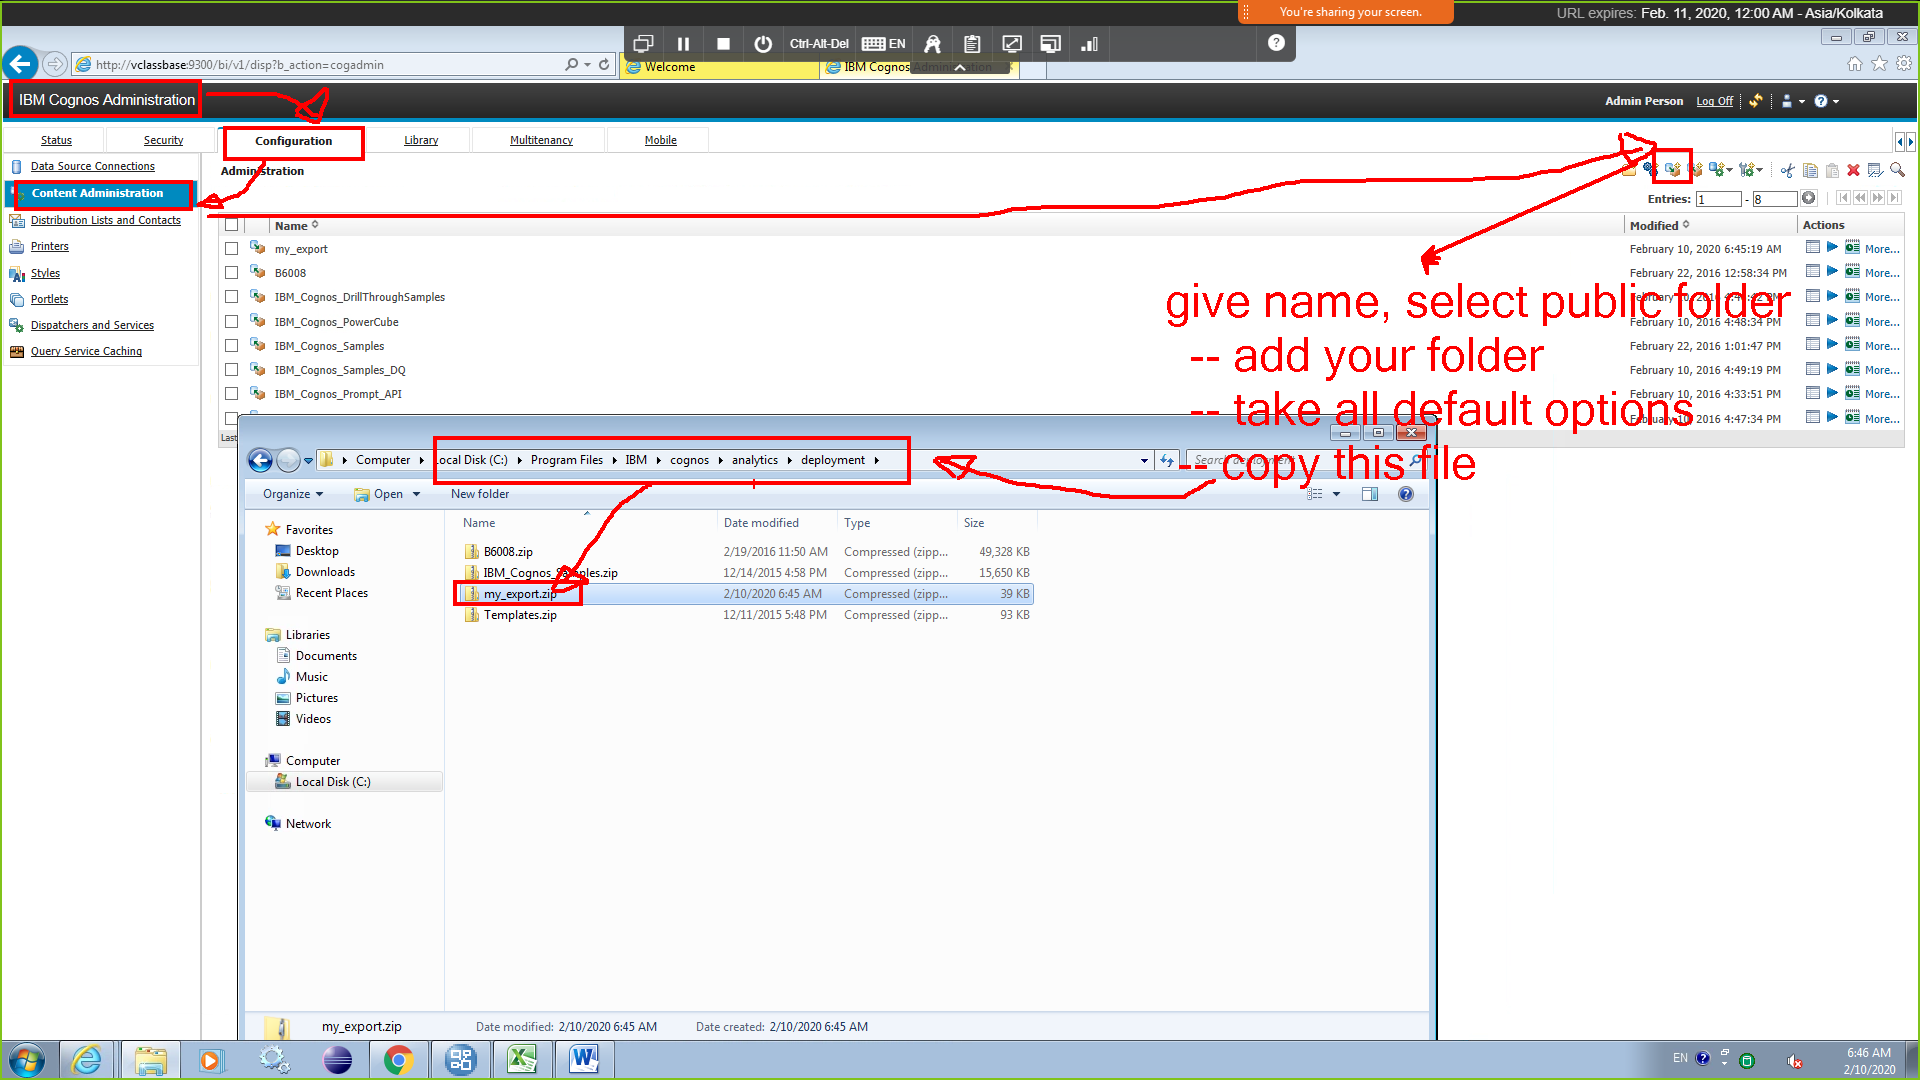 You're sharing your screen.
URL expires: Feb. 11, 2020, 12:00 AM - Asia/Kolkata
Ctrl-Alt-Del EN
http://vclassbase:9300/bi/v1/disp?b_action=cogadmin
Welcome
IBM Cognos Administration
IBM Cognos Administration
Admin Person Log Off
Status Security Configuration Library Multitenancy Mobile
Data Source Connections
Content Administration
Distribution Lists and Contacts
Printers
Styles
Portlets
Dispatchers and Services
Query Service Caching
Administration
Entries: 1 - 8
Name Modified Actions
my_export February 10, 2020 6:45:19 AM More...
B6008 February 22, 2016 12:58:34 PM More...
IBM_Cognos_DrillThroughSamples February 10, 2016 4:46:42 PM More...
IBM_Cognos_PowerCube February 10, 2016 4:48:34 PM More...
IBM_Cognos_Samples February 22, 2016 1:01:47 PM More...
IBM_Cognos_Samples_DQ February 10, 2016 4:49:19 PM More...
IBM_Cognos_Prompt_API February 10, 2016 4:33:51 PM More...
February 10, 2016 4:47:34 PM More...
Last
give name, select public folder
-- add your folder
-- take all default options
-- copy this file
Computer Local Disk (C:) Program Files IBM cognos analytics deployment
Search deployment
Organize Open New folder
Name Date modified Type Size
B6008.zip 2/19/2016 11:50 AM Compressed (zipp... 49,328 KB
IBM_Cognos_Samples.zip 12/14/2015 4:58 PM Compressed (zipp... 15,650 KB
my_export.zip 2/10/2020 6:45 AM Compressed (zipp... 39 KB
Templates.zip 12/11/2015 5:48 PM Compressed (zipp... 93 KB
Favorites
Desktop
Downloads
Recent Places
Libraries
Documents
Music
Pictures
Videos
Computer
Local Disk (C:)
Network
my_export.zip Date modified: 2/10/2020 6:45 AM Date created: 2/10/2020 6:45 AM
EN
6:46 AM
2/10/2020